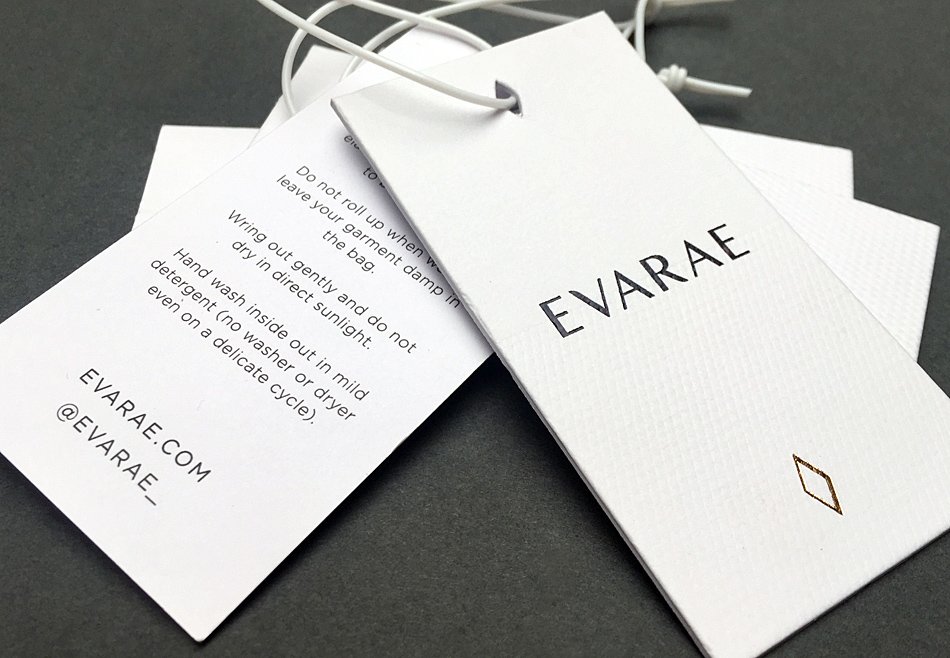 to
Do not roll up when
leave your garment damp in
the bag.
Wring out gently and do not
dry in direct sunlight.
Hand wash inside out in mild
detergent (no washer or dryer
even on a delicate cycle).
EVARAE.COM
@EVARAE_
EVARAE